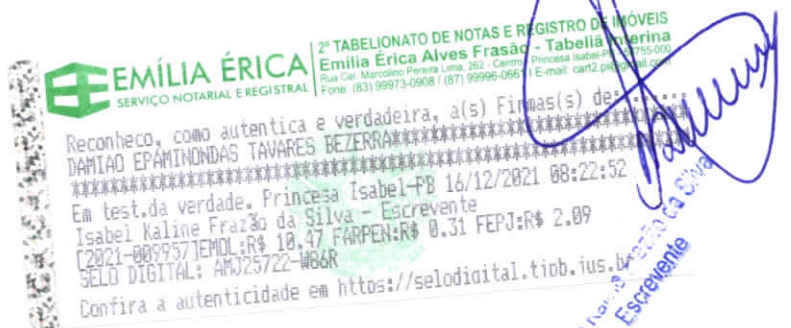 EMÍLIA ÉRICA
SERVIÇO NOTARIAL E REGISTRAL
2º TABELIONATO DE NOTAS E REGISTRO DE IMÓVEIS
Emília Érica Alves Frasão - Tabeliã Interina
Rua Cel. Marcolino Pereira Lima, 262 - Centro Princesa Isabel-PB
Fone (83) 99973-0908 / (87) 99996-0661 E-mail:
Reconheco, como autentica e verdadeira, a(s) Firmas(s) de:
DAMIAO EPAMINONDAS TAVARES BEZERRA
Em test.da verdade. Princesa Isabel-PB 16/12/2021 08:22:52
Isabel Kaline Frazão da Silva - Escrevente
[2021-009957]EMOL:R$ 10.47 FARPEN:R$ 0.31 FEPJ:R$ 2.09
SELO DIGITAL: AMJ25722-W86R
Confira a autenticidade em https://selodigital.tjpb.jus.br
da Silva
Escrevente